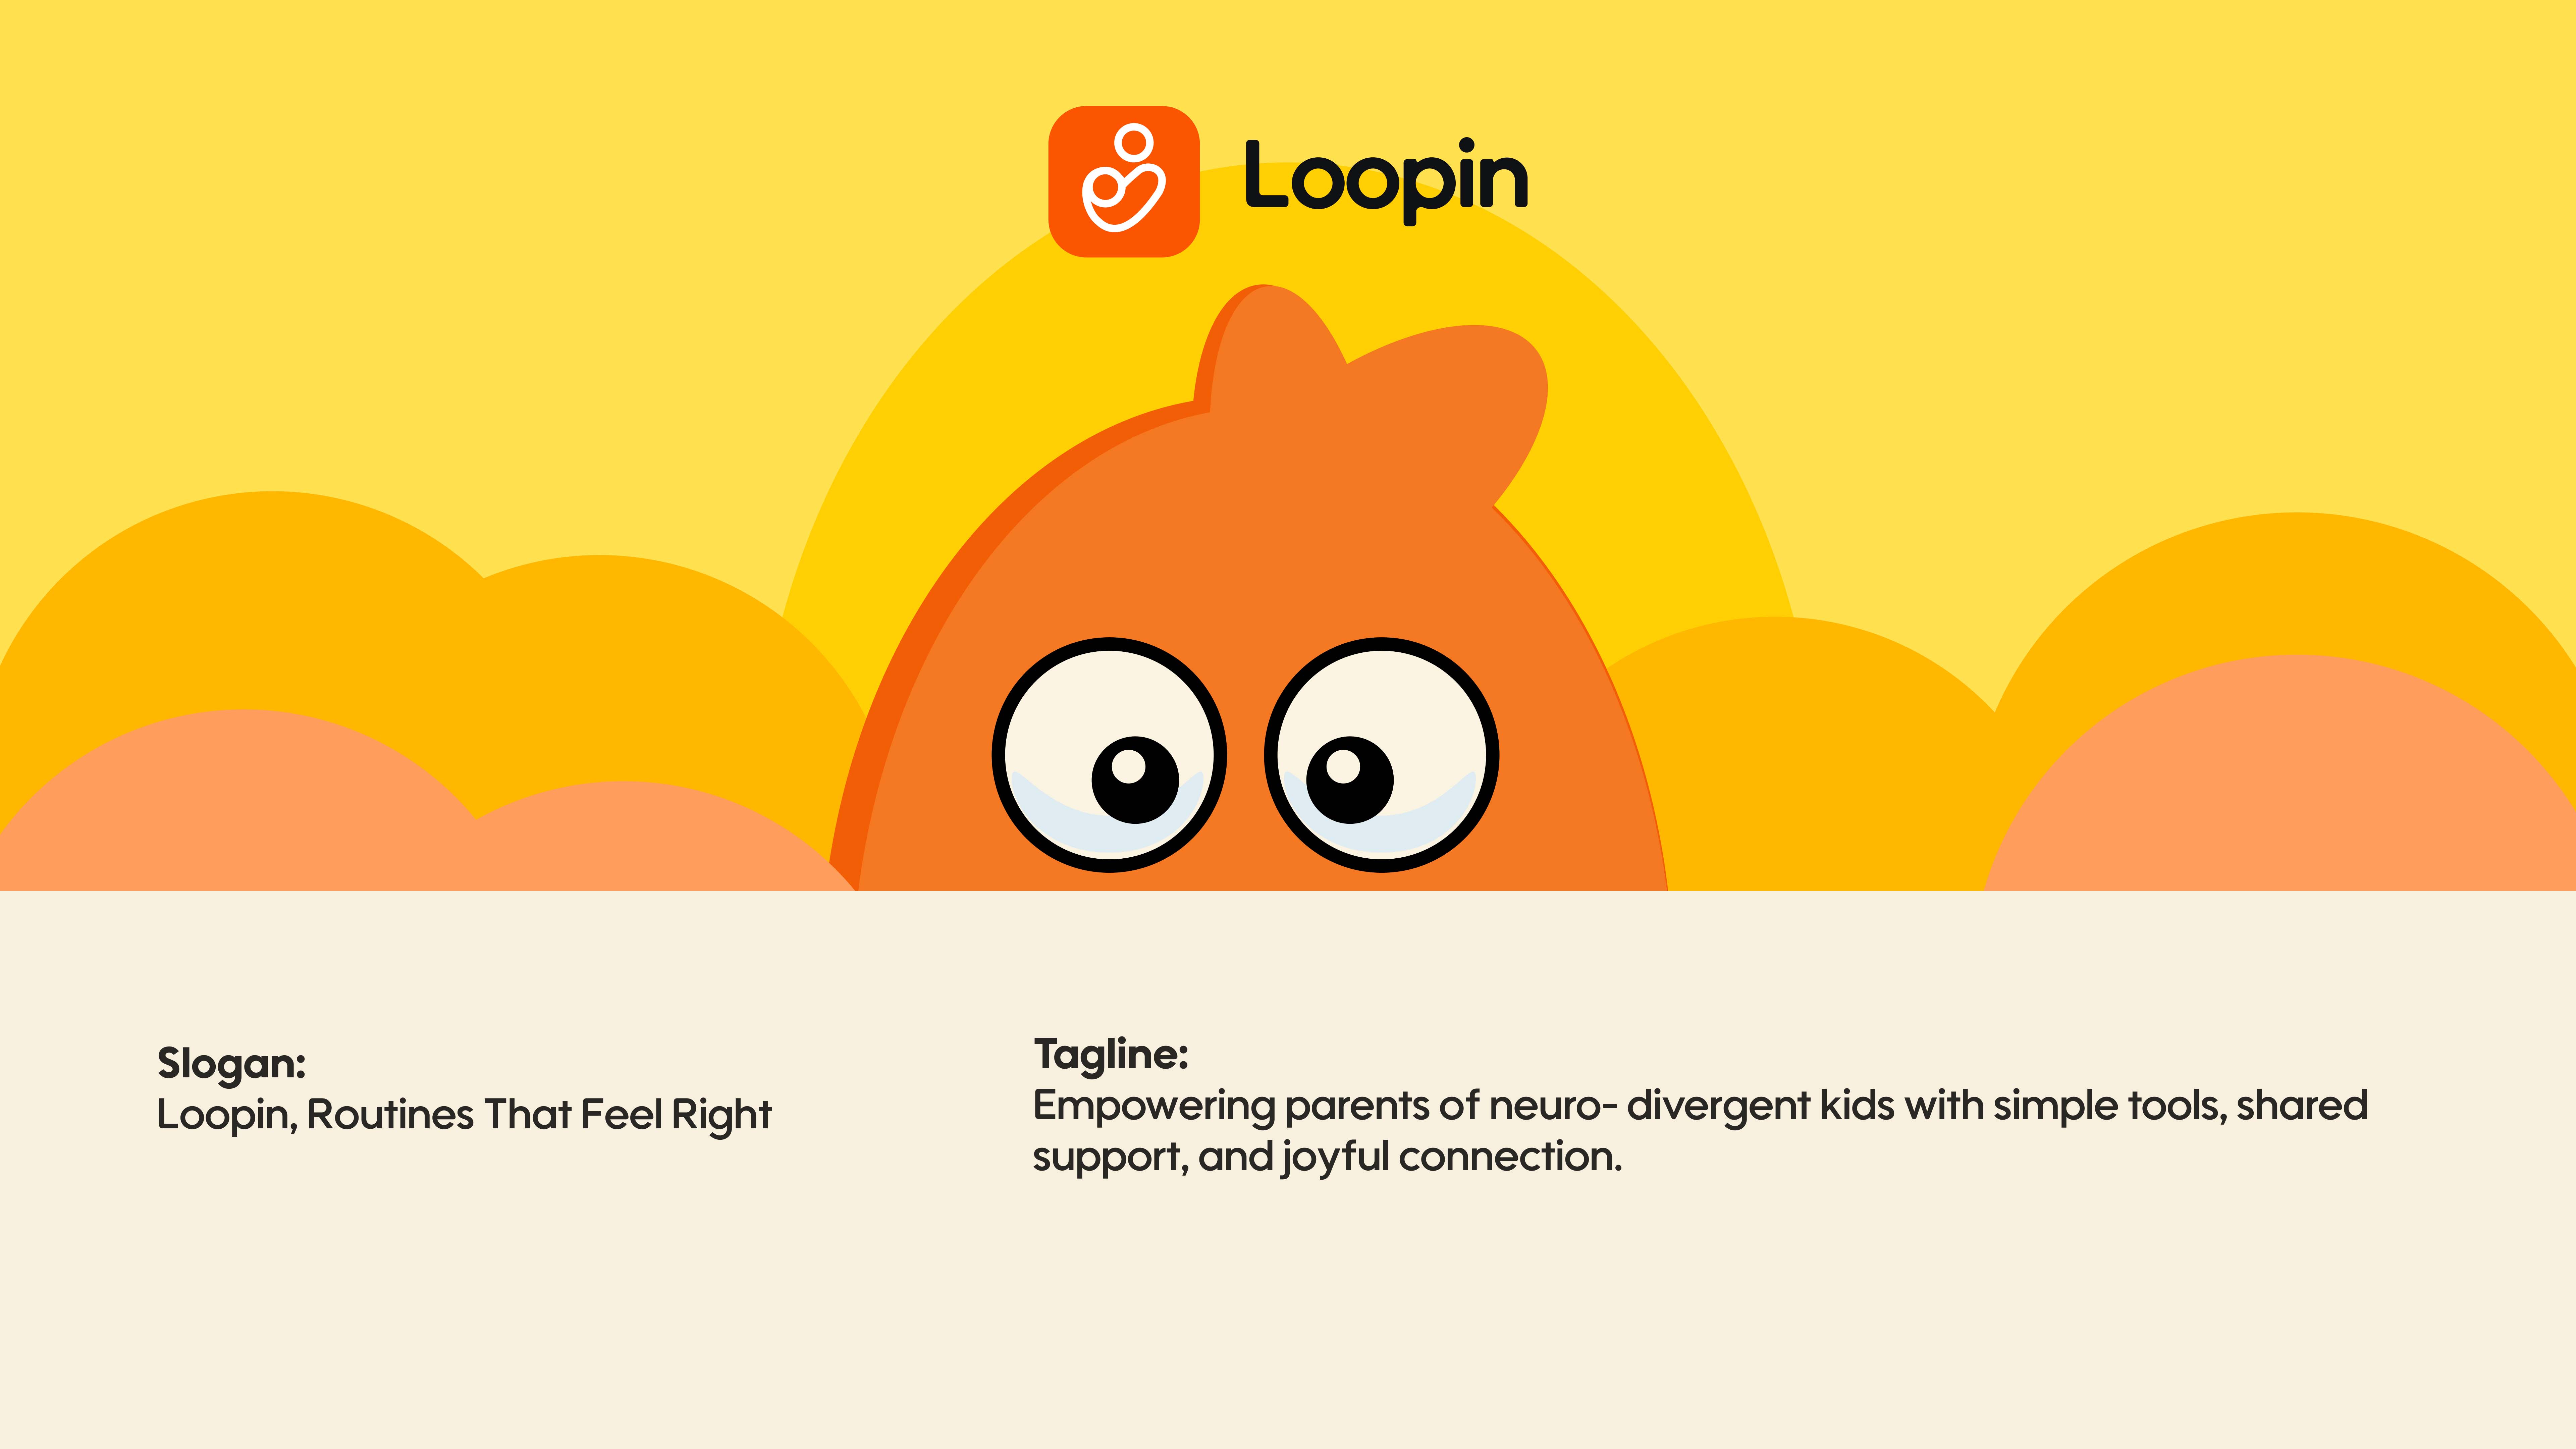 Loopin
Slogan:
Loopin, Routines That Feel Right
Tagline:
Empowering parents of neuro- divergent kids with simple tools, shared
support, and joyful connection.